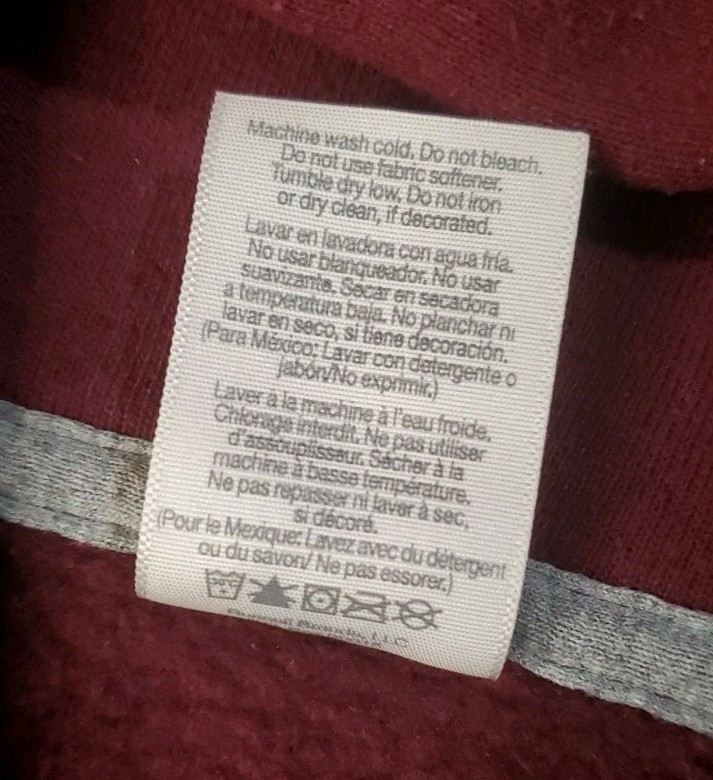 Machine wash cold. Do not bleach.
Do not use fabric softener.
Tumble dry low. Do not iron
or dry clean, if decorated.
Lavar en lavadora con agua fría.
No usar blanqueador. No usar
suavizante. Secar en secadora
a temperatura baja. No planchar ni
lavar en seco, si tiene decoración.
(Para México: Lavar con detergente o
jabón/No exprimir.)
Laver à la machine à l'eau froide.
Chlorage interdit. Ne pas utiliser
d'assouplisseur. Sécher à la
machine à basse température.
Ne pas repasser ni laver à sec,
si décoré.
(Pour le Mexique: Lavez avec du détergent
ou du savon/ Ne pas essorer.)
LLC